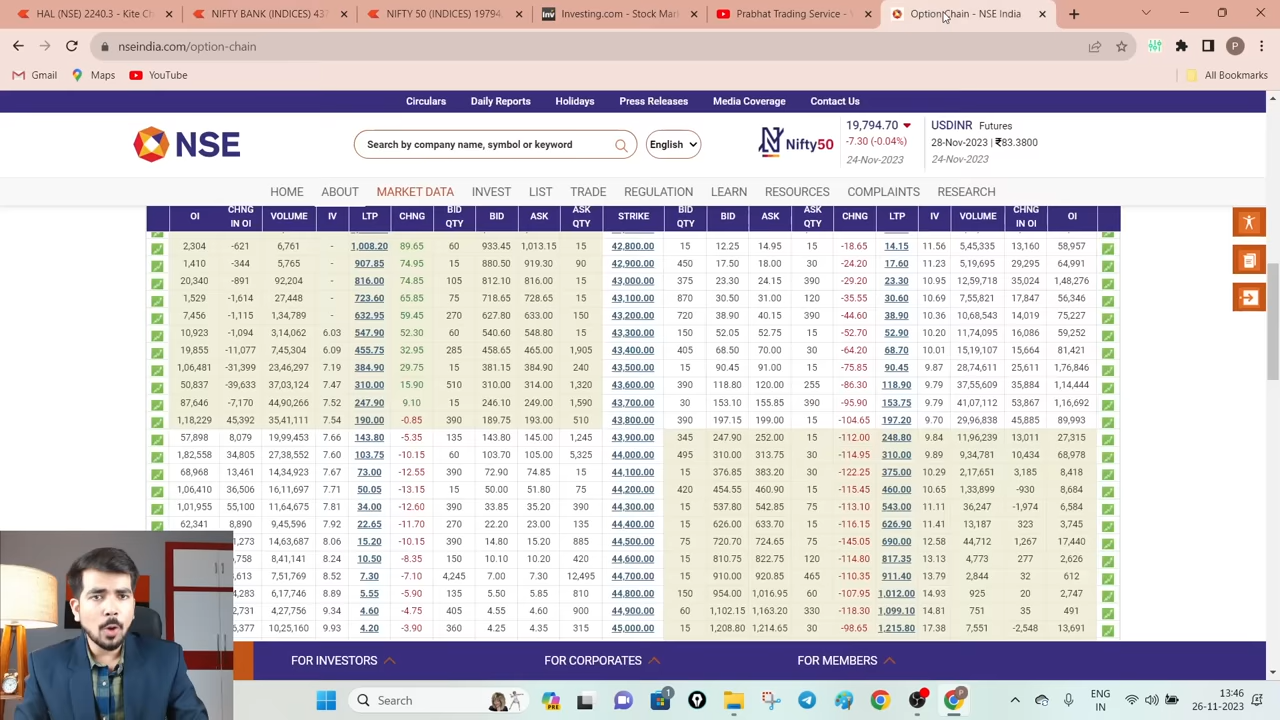 HAL (NSE) Option Ch
NIFTY (NSE) 19794
Investing.com - Stock Mar
Prabhat Trading Service -
Option Chain - NSE India
nseindia.com/option-chain
P
Gmail Maps YouTube All Bookmarks
Circulars Daily Reports Holidays Press Releases Media Coverage Contact Us
NSE
Search by company name, symbol or keyword
English
Nifty50
19,794.70
-7.30 (-0.04%)
24-Nov-2023
USDINR Futures
28-Nov-2023 | ₹83.3800
24-Nov-2023
HOME ABOUT MARKET DATA INVEST LIST TRADE REGULATION LEARN RESOURCES COMPLAINTS RESEARCH
OI CHNG IN OI VOLUME IV LTP CHNG BID QTY BID ASK ASK QTY STRIKE BID QTY BID ASK ASK QTY CHNG LTP IV VOLUME CHNG IN OI OI
2,304 -621 6,761 - 1,008.20 89.65 60 933.45 1,013.15 15 42,800.00 15 12.25 14.95 15 -18.65 14.15 11.56 5,45,335 13,160 58,957
1,410 -344 5,765 - 907.85 74.95 15 880.50 919.30 90 42,900.00 450 17.50 18.00 30 -24.20 17.60 11.23 5,19,695 29,295 64,991
20,340 -891 92,204 - 816.00 74.85 105 812.10 816.00 15 43,000.00 375 23.30 24.15 390 -29.20 23.30 10.95 12,59,718 35,024 1,48,276
1,529 -1,614 27,448 - 723.60 65.85 75 718.65 728.65 15 43,100.00 870 30.50 31.00 120 -35.55 30.60 10.69 7,55,821 17,847 56,346
7,456 -1,115 1,34,789 - 632.95 59.45 270 627.80 633.20 150 43,200.00 720 38.90 40.15 390 -44.60 38.90 10.36 10,68,543 14,019 75,227
10,923 -1,094 3,14,062 6.03 547.90 52.30 60 540.60 548.80 15 43,300.00 150 52.05 52.75 15 -52.70 52.90 10.20 11,74,095 16,086 59,252
19,855 -11,077 7,45,304 6.09 455.75 32.95 285 458.65 465.00 1,905 43,400.00 405 68.50 70.00 30 -64.20 68.70 10.01 15,19,107 15,664 81,421
1,06,481 -31,399 23,46,297 7.19 384.90 29.75 15 381.15 384.90 240 43,500.00 15 90.45 91.00 15 -75.85 90.45 9.87 28,74,611 25,611 1,76,846
50,837 -39,633 37,03,124 7.47 310.00 15.90 510 310.00 314.00 1,320 43,600.00 390 118.80 120.00 255 -86.30 118.90 9.79 37,55,609 35,884 1,14,444
87,646 -7,170 44,90,266 7.52 247.90 9.10 15 246.10 249.00 1,590 43,700.00 30 153.10 155.85 390 -95.90 153.75 9.79 41,07,112 53,867 1,16,692
1,18,229 45,392 35,41,111 7.54 190.00 -0.85 390 189.75 193.00 510 43,800.00 390 197.15 199.00 15 -104.65 197.20 9.70 29,96,838 45,885 89,993
57,898 8,079 19,99,453 7.66 143.80 -5.35 135 143.80 145.00 1,245 43,900.00 345 247.90 252.00 15 -112.00 248.80 9.84 11,96,239 13,011 27,315
1,82,558 34,805 27,38,552 7.60 103.75 -10.15 60 103.70 105.00 5,325 44,000.00 495 310.00 313.75 30 -114.95 310.00 9.89 9,34,781 10,434 68,978
68,968 13,461 14,34,923 7.67 73.00 -12.55 390 72.90 74.85 15 44,100.00 15 376.85 383.20 30 -122.25 375.00 10.29 2,17,651 3,185 8,418
1,06,410 36,506 16,11,697 7.71 50.05 -13.15 15 50.00 51.80 75 44,200.00 420 454.55 460.90 15 -115.45 460.00 10.65 1,33,899 -930 8,684
1,01,955 55,100 11,64,675 7.81 34.00 -12.60 390 33.85 35.20 390 44,300.00 15 537.80 542.85 75 -113.10 543.00 11.11 36,247 -1,974 6,584
62,341 8,890 9,45,596 7.92 22.65 -11.70 270 22.20 23.00 135 44,400.00 15 626.00 633.70 15 -116.15 626.90 11.41 13,187 323 3,745
,273 14,63,687 8.06 15.20 -10.15 390 14.80 15.20 885 44,500.00 75 720.70 724.65 75 -145.05 690.00 12.58 44,712 1,267 17,440
,758 8,41,141 8.24 10.50 -8.35 150 10.10 10.20 420 44,600.00 15 810.75 822.75 120 -114.80 817.35 13.19 4,773 277 2,626
,613 7,51,769 8.52 7.30 -7.10 4,245 7.00 7.30 12,495 44,700.00 15 910.00 920.85 465 -110.35 911.40 13.79 2,844 32 612
,283 6,17,746 8.89 5.55 -5.90 135 5.50 5.85 810 44,800.00 15 954.00 1,016.95 60 -107.95 1,012.00 14.93 925 20 2,747
2,731 4,27,756 9.34 4.60 -4.75 405 4.55 4.60 900 44,900.00 60 1,102.15 1,163.20 330 -118.30 1,099.10 14.81 751 35 491
6,377 10,25,160 9.93 4.20 -3.90 360 4.25 4.35 315 45,000.00 15 1,208.80 1,214.65 30 -98.65 1,215.80 17.38 7,551 -2,548 13,691
FOR INVESTORS FOR CORPORATES FOR MEMBERS
Search
ENG
IN
13:46
26-11-2023